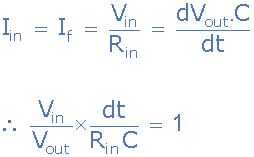 I_in = I_f = V_in / R_in = dV_out.C / dt
∴ V_in / V_out × dt / R_in C = 1